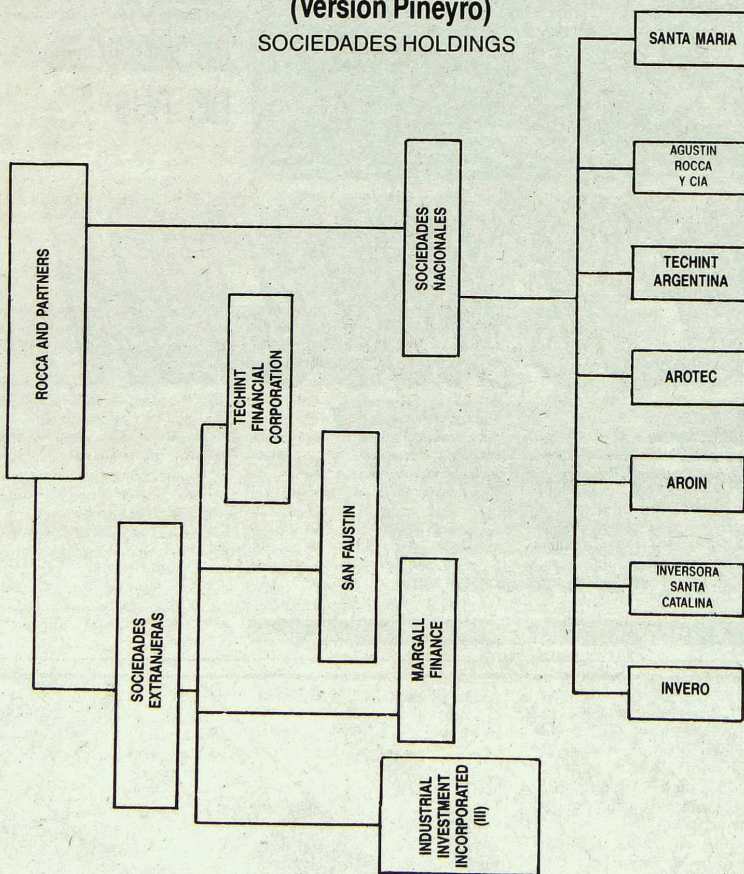 (Versión Pineyro)
SOCIEDADES HOLDINGS
ROCCA AND PARTNERS
SOCIEDADES
EXTRANJERAS
TECHINT
FINANCIAL
CORPORATION
SAN FAUSTIN
MARGALL
FINANCE
INDUSTRIAL
INVESTMENT
INCORPORATED
(III)
SOCIEDADES
NACIONALES
SANTA MARIA
AGUSTIN
ROCCA
Y CIA
TECHINT
ARGENTINA
AROTEC
AROIN
INVERSORA
SANTA
CATALINA
INVERO